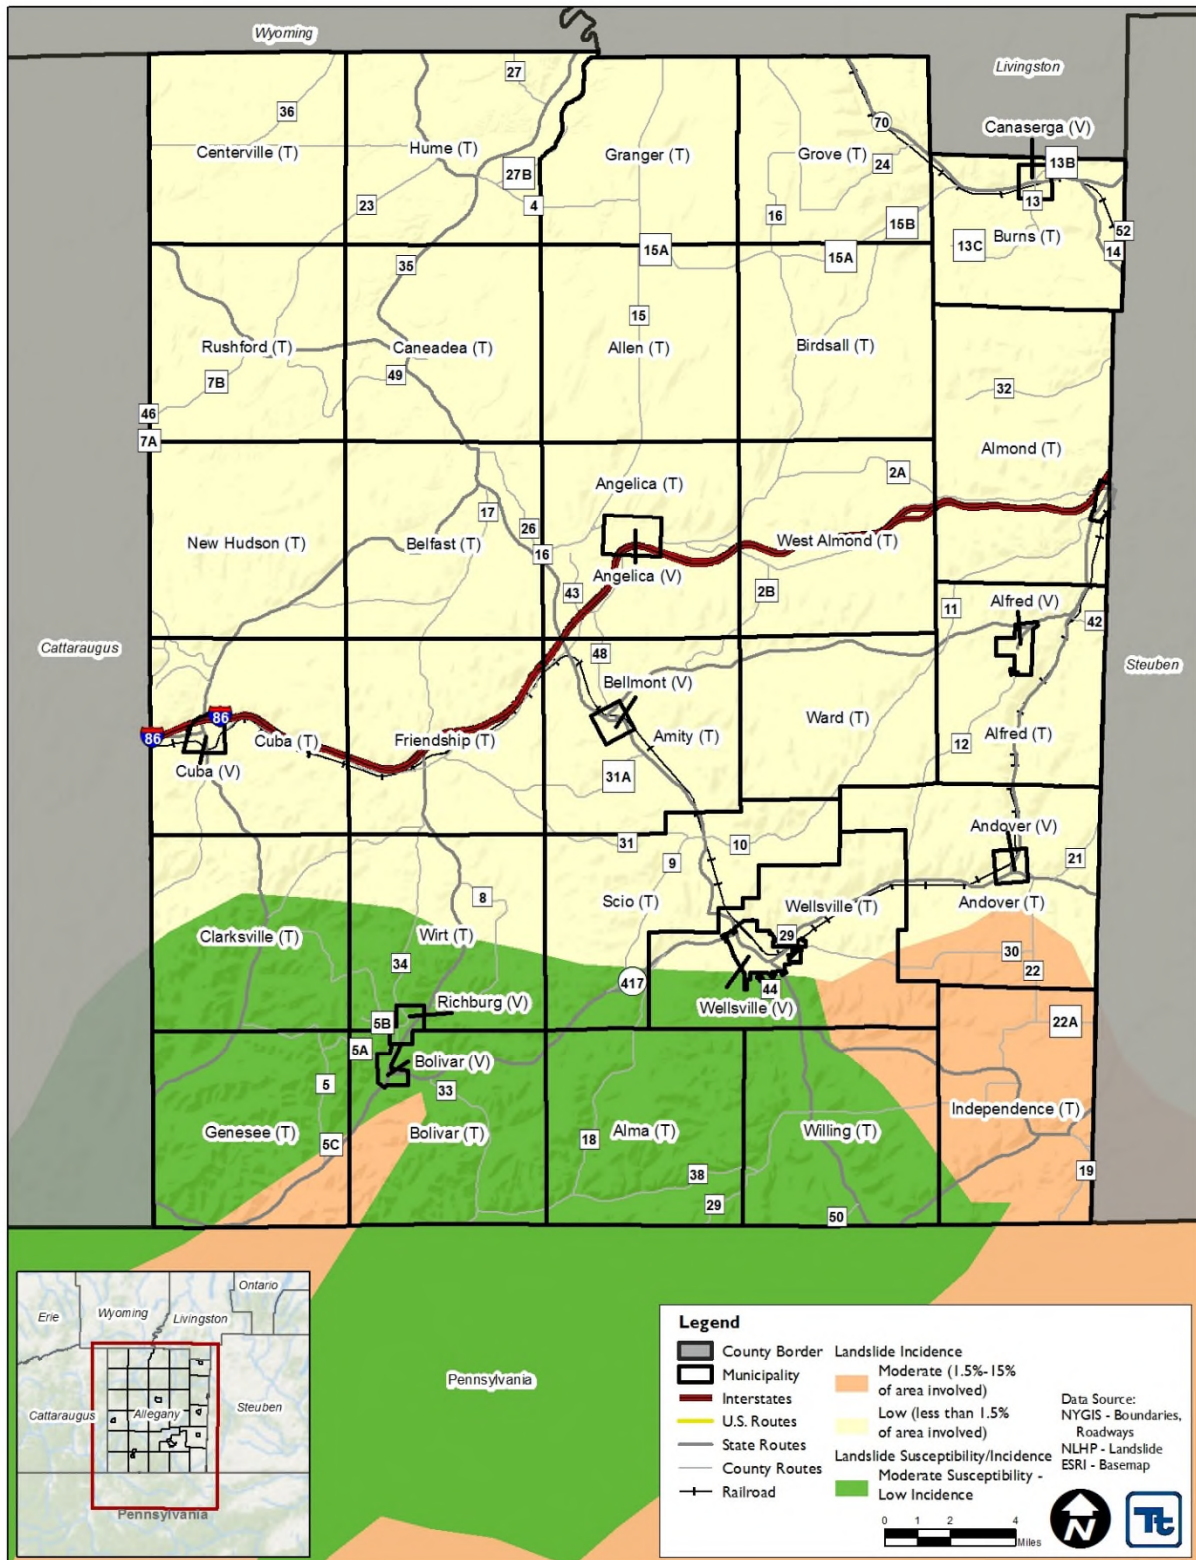 Wyoming
Livingston
27
36
70
Canaserga (V)
Centerville (T)
Hume (T)
Granger (T)
Grove (T)
24
13B
27B
23
4
16
15B
13
52
13C
Burns (T)
14
15A
15A
35
15
Rushford (T)
Caneadea (T)
Allen (T)
Birdsall (T)
7B
49
32
46
7A
Almond (T)
Angelica (T)
2A
17
26
New Hudson (T)
Belfast (T)
16
West Almond (T)
Angelica (V)
43
2B
11
Alfred (V)
42
Cattaraugus
48
Steuben
Bellmont (V)
86
86
Cuba (T)
Friendship (T)
Amity (T)
Ward (T)
12
Alfred (T)
Cuba (V)
31A
Andover (V)
31
10
9
21
8
Scio (T)
Wellsville (T)
Andover (T)
Clarksville (T)
Wirt (T)
29
30
34
22
417
44
Richburg (V)
Wellsville (V)
5B
22A
5A
Bolivar (V)
5
33
Independence (T)
Genesee (T)
5C
Bolivar (T)
18
Alma (T)
Willing (T)
38
19
29
50
Pennsylvania
Ontario
Erie
Wyoming
Livingston
Cattaraugus
Allegany
Steuben
Pennsylvania
Legend
County Border
Municipality
Interstates
U.S. Routes
State Routes
County Routes
Railroad
Landslide Incidence
Moderate (1.5%-15%
of area involved)
Low (less than 1.5%
of area involved)
Landslide Susceptibility/Incidence
Moderate Susceptibility -
Low Incidence
0 1 2 4
Miles
Data Source:
NYGIS - Boundaries,
Roadways
NLHP - Landslide
ESRI - Basemap
N
Tt